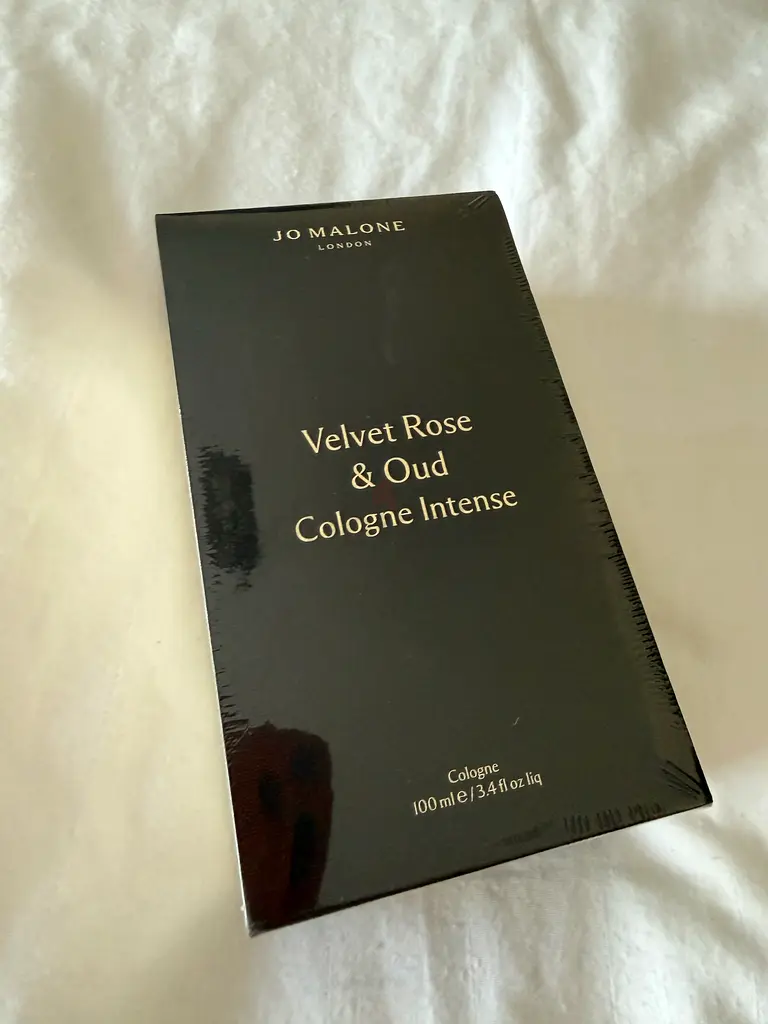 JO MALONE
LONDON
Velvet Rose
& Oud
Cologne Intense
Cologne
100 ml e / 3.4 fl oz liq